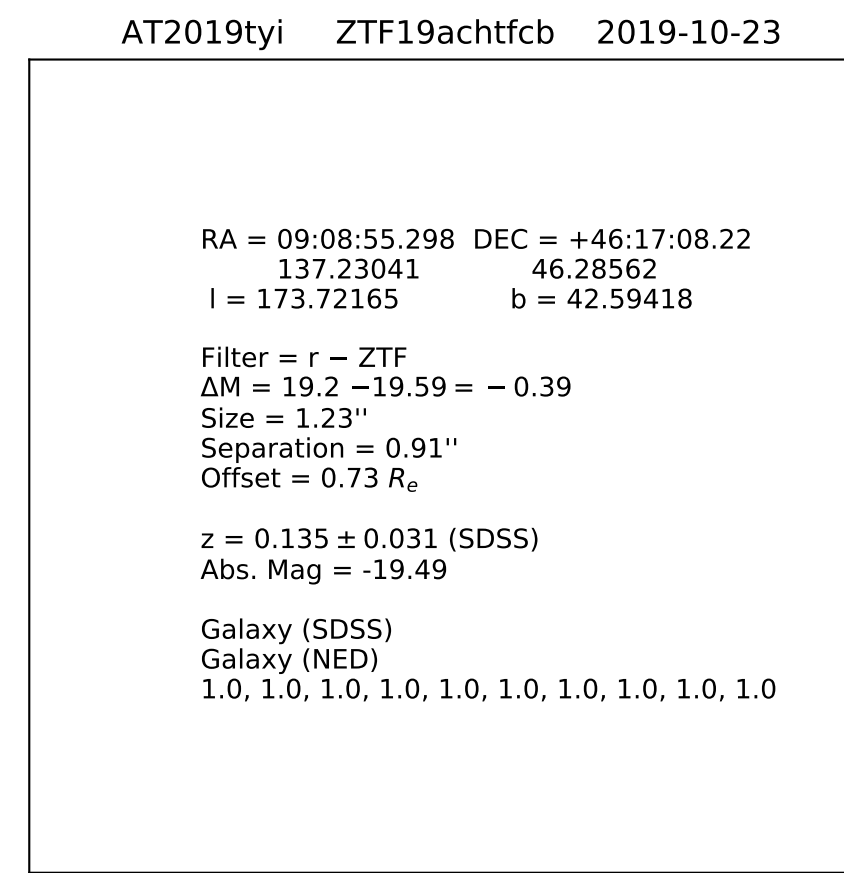 AT2019tyi ZTF19achtfcb 2019-10-23
RA = 09:08:55.298 DEC = +46:17:08.22
137.23041 46.28562
l = 173.72165 b = 42.59418
Filter = r − ZTF
ΔM = 19.2 −19.59 = − 0.39
Size = 1.23''
Separation = 0.91''
Offset = 0.73 Rₑ
z = 0.135 ± 0.031 (SDSS)
Abs. Mag = -19.49
Galaxy (SDSS)
Galaxy (NED)
1.0, 1.0, 1.0, 1.0, 1.0, 1.0, 1.0, 1.0, 1.0, 1.0